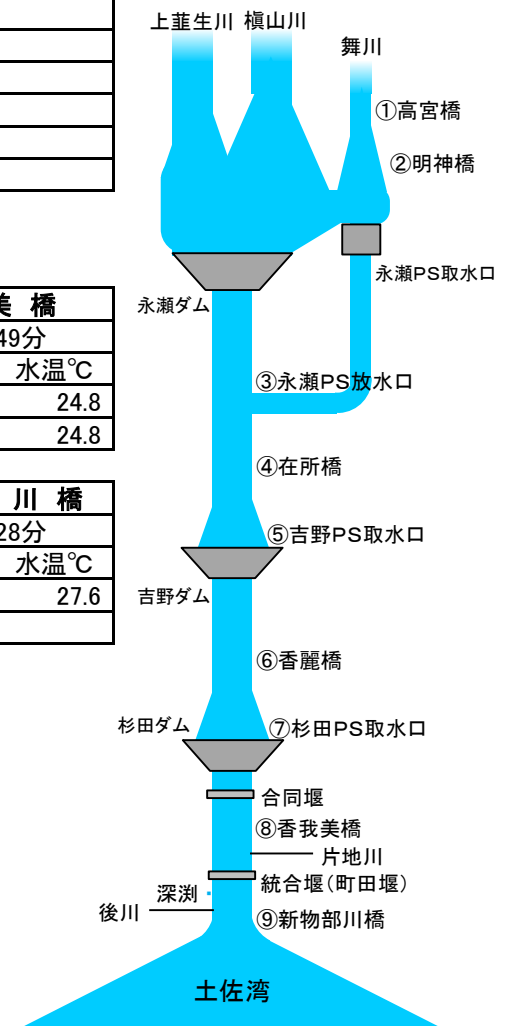 上韮生川 槇山川
舞川
①高宮橋
②明神橋
永瀬PS取水口
永瀬ダム
③永瀬PS放水口
④在所橋
⑤吉野PS取水口
吉野ダム
⑥香麗橋
杉田ダム
⑦杉田PS取水口
合同堰
⑧香我美橋
片地川
統合堰(町田堰)
深渕
後川
⑨新物部川橋
土佐湾
美 橋
49分
水温℃
24.8
24.8
川 橋
28分
水温℃
27.6